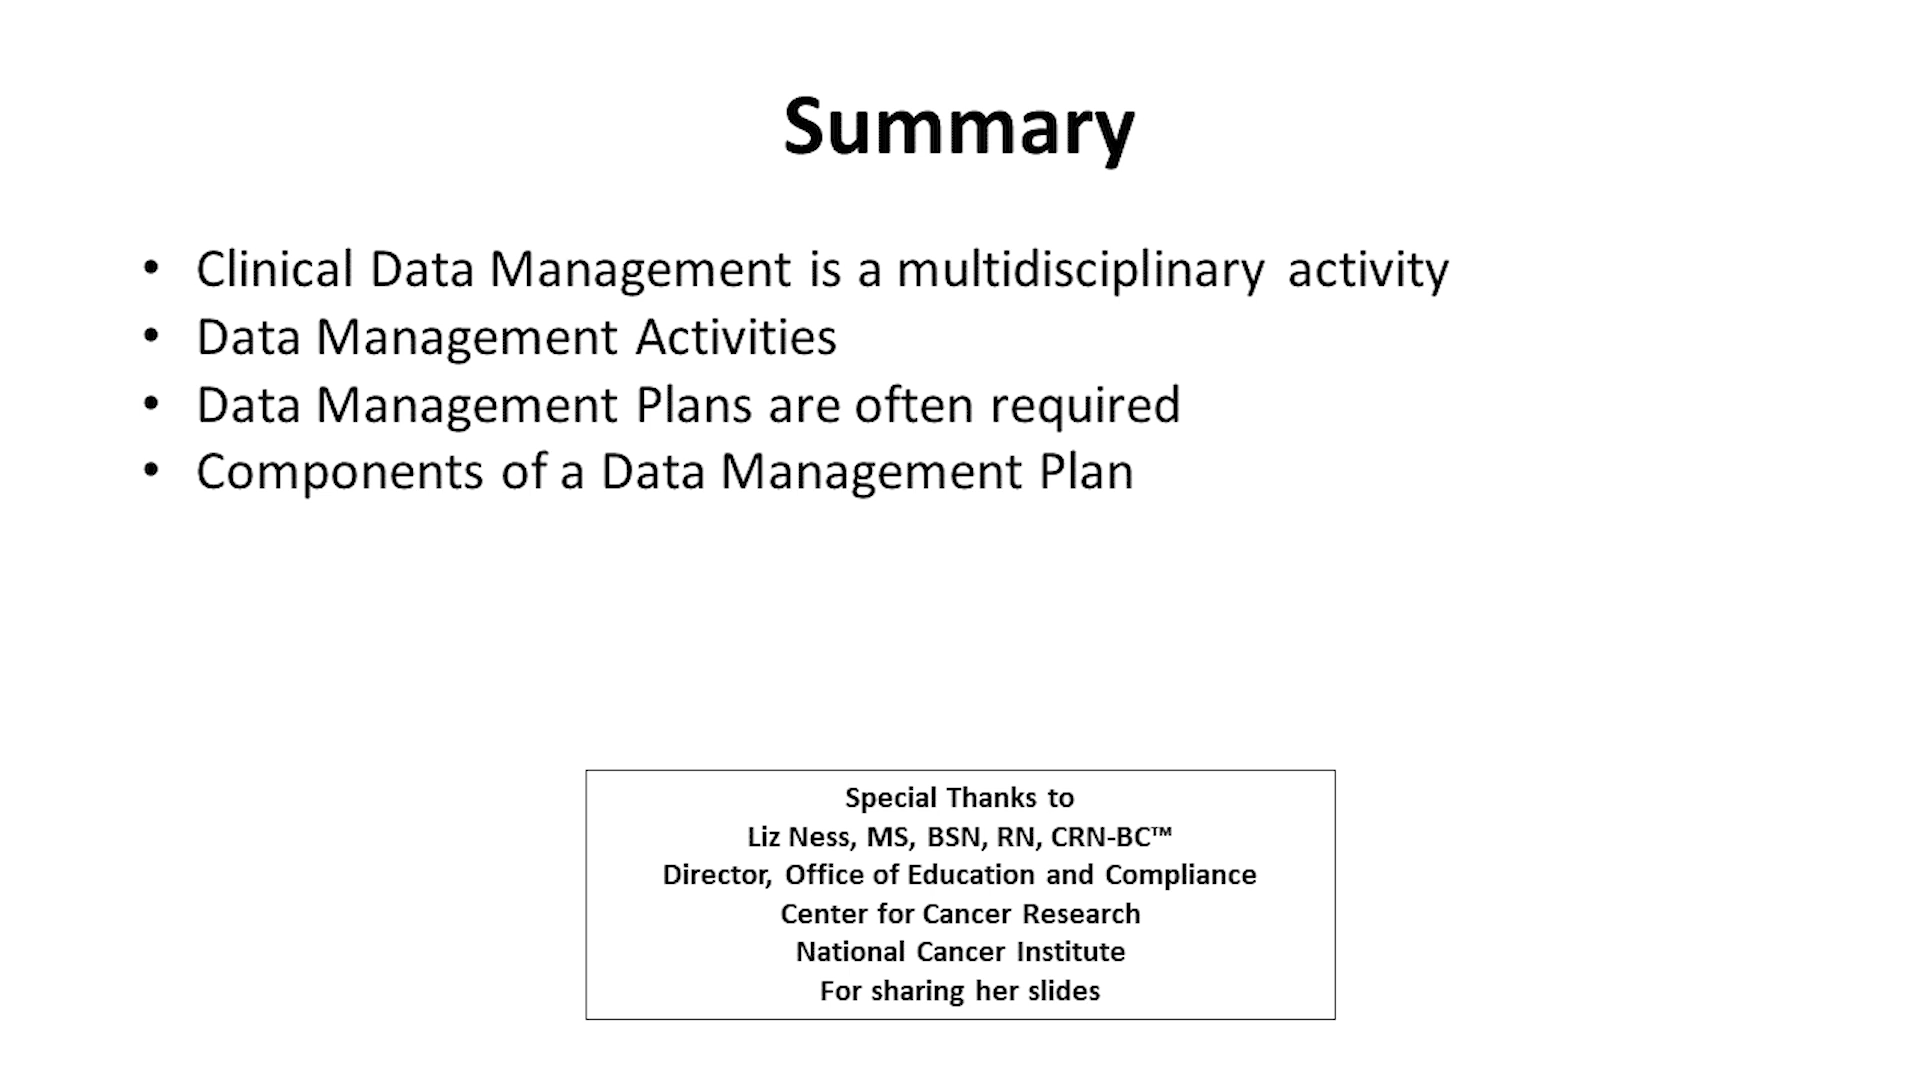 Summary
• Clinical Data Management is a multidisciplinary activity
• Data Management Activities
• Data Management Plans are often required
• Components of a Data Management Plan
Special Thanks to
Liz Ness, MS, BSN, RN, CRN-BC™
Director, Office of Education and Compliance
Center for Cancer Research
National Cancer Institute
For sharing her slides